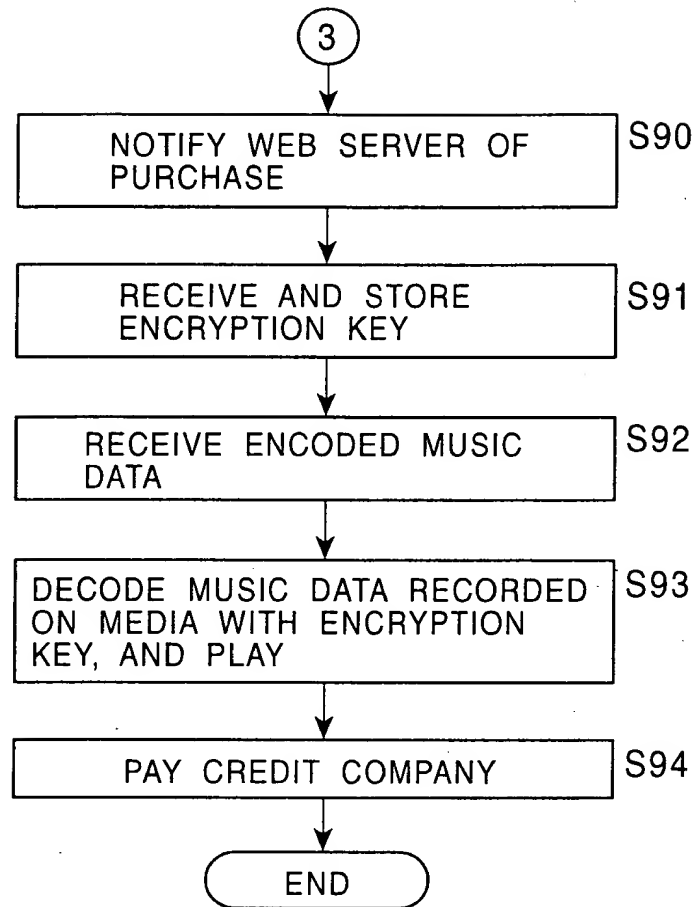 3
NOTIFY WEB SERVER OF
PURCHASE
S90
RECEIVE AND STORE
ENCRYPTION KEY
S91
RECEIVE ENCODED MUSIC
DATA
S92
DECODE MUSIC DATA RECORDED
ON MEDIA WITH ENCRYPTION
KEY, AND PLAY
S93
PAY CREDIT COMPANY
S94
END